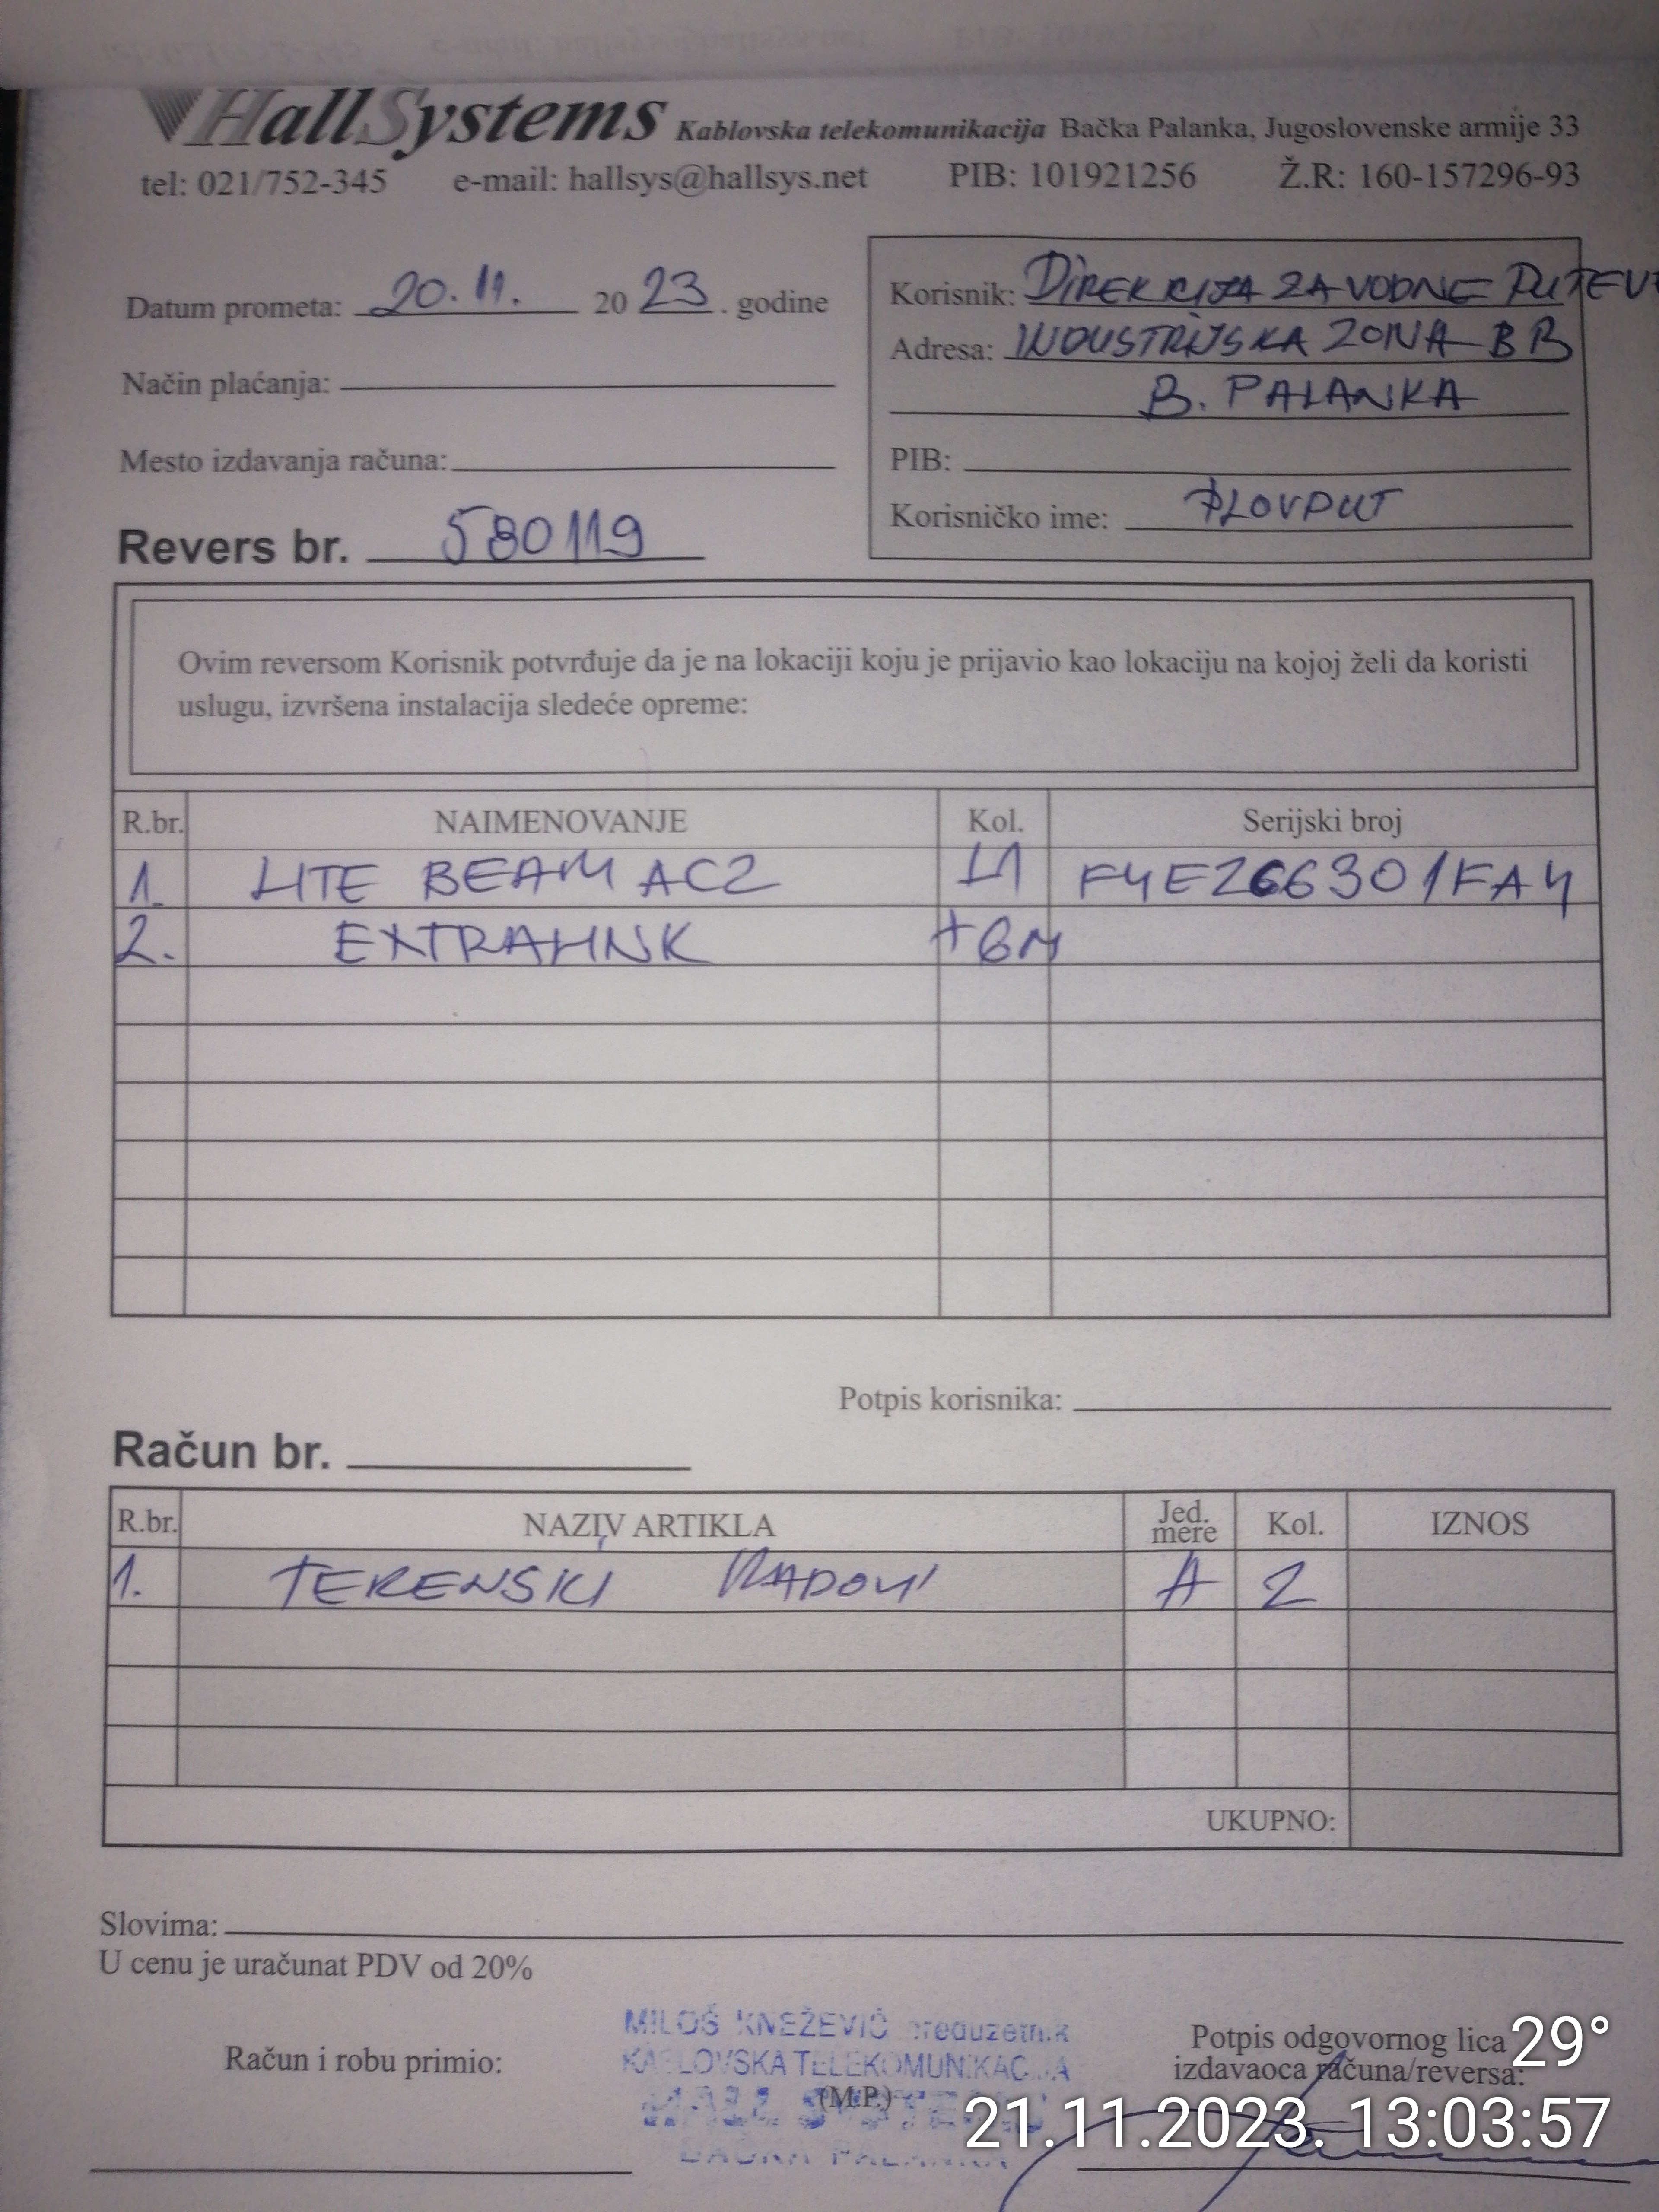 HallSystems Kablovska telekomunikacija Bačka Palanka, Jugoslovenske armije 33
tel: 021/752-345 e-mail: hallsys@hallsys.net PIB: 101921256 Ž.R: 160-157296-93
Datum prometa: 20.11. 2023. godine
Način plaćanja:
Mesto izdavanja računa:
Revers br. 580119
Korisnik: DIREKCIJA ZA VODNE PUTEVE
Adresa: INDUSTRIJSKA ZONA BB
B. PALANKA
PIB:
Korisničko ime: PLOVPUT
Ovim reversom Korisnik potvrđuje da je na lokaciji koju je prijavio kao lokaciju na kojoj želi da koristi
uslugu, izvršena instalacija sledeće opreme:
R.br. NAIMENOVANJE Kol. Serijski broj
1. LITE BEAM AC2 F4E266301FA4
2. EXTRALINK
Potpis korisnika:
Račun br.
R.br. NAZIV ARTIKLA Jed. mere Kol. IZNOS
1. TERENSKI RADOVI 2
UKUPNO:
Slovima:
U cenu je uračunat PDV od 20%
Račun i robu primio:
MILOŠ KNEŽEVIĆ preduzetnik
KABLOVSKA TELEKOMUNIKACIJA
(M.P.)
HALL SYSTEMS
BAČKA PALANKA
Potpis odgovornog lica
izdavaoca računa/reversa:
29°
21.11.2023. 13:03:57